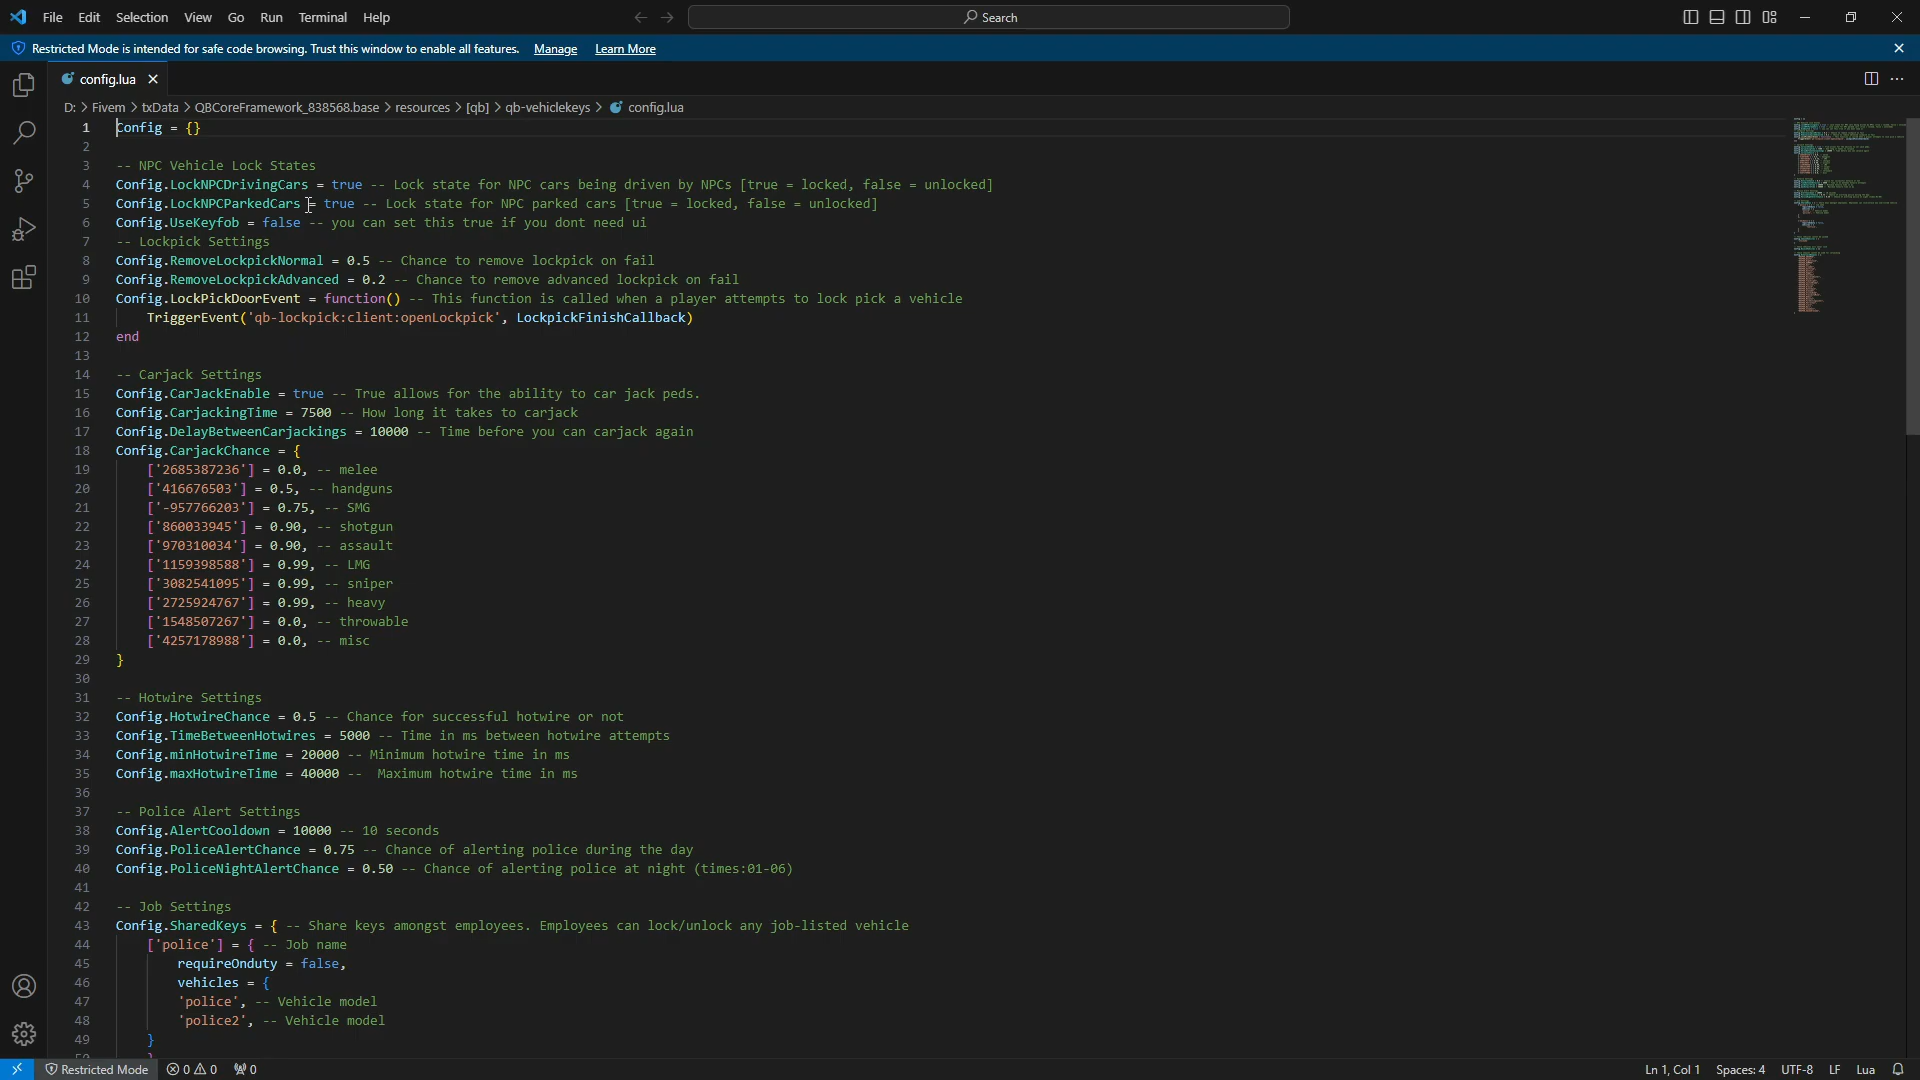 File Edit Selection View Go Run Terminal Help
Search
Restricted Mode is intended for safe code browsing. Trust this window to enable all features. Manage Learn More
config.lua
D: > Fivem > txData > QBCoreFramework_838568.base > resources > [qb] > qb-vehiclekeys > config.lua
1 Config = {}
2
3 -- NPC Vehicle Lock States
4 Config.LockNPCDrivingCars = true -- Lock state for NPC cars being driven by NPCs [true = locked, false = unlocked]
5 Config.LockNPCParkedCars = true -- Lock state for NPC parked cars [true = locked, false = unlocked]
6 Config.UseKeyfob = false -- you can set this true if you dont need ui
7 -- Lockpick Settings
8 Config.RemoveLockpickNormal = 0.5 -- Chance to remove lockpick on fail
9 Config.RemoveLockpickAdvanced = 0.2 -- Chance to remove advanced lockpick on fail
10 Config.LockPickDoorEvent = function() -- This function is called when a player attempts to lock pick a vehicle
11 TriggerEvent('qb-lockpick:client:openLockpick', LockpickFinishCallback)
12 end
13
14 -- Carjack Settings
15 Config.CarJackEnable = true -- True allows for the ability to car jack peds.
16 Config.CarjackingTime = 7500 -- How long it takes to carjack
17 Config.DelayBetweenCarjackings = 10000 -- Time before you can carjack again
18 Config.CarjackChance = {
19 ['2685387236'] = 0.0, -- melee
20 ['416676503'] = 0.5, -- handguns
21 ['-957766203'] = 0.75, -- SMG
22 ['860033945'] = 0.90, -- shotgun
23 ['970310034'] = 0.90, -- assault
24 ['1159398588'] = 0.99, -- LMG
25 ['3082541095'] = 0.99, -- sniper
26 ['2725924767'] = 0.99, -- heavy
27 ['1548507267'] = 0.0, -- throwable
28 ['4257178988'] = 0.0, -- misc
29 }
30
31 -- Hotwire Settings
32 Config.HotwireChance = 0.5 -- Chance for successful hotwire or not
33 Config.TimeBetweenHotwires = 5000 -- Time in ms between hotwire attempts
34 Config.minHotwireTime = 20000 -- Minimum hotwire time in ms
35 Config.maxHotwireTime = 40000 --  Maximum hotwire time in ms
36
37 -- Police Alert Settings
38 Config.AlertCooldown = 10000 -- 10 seconds
39 Config.PoliceAlertChance = 0.75 -- Chance of alerting police during the day
40 Config.PoliceNightAlertChance = 0.50 -- Chance of alerting police at night (times:01-06)
41
42 -- Job Settings
43 Config.SharedKeys = { -- Share keys amongst employees. Employees can lock/unlock any job-listed vehicle
44 ['police'] = { -- Job name
45 requireOnduty = false,
46 vehicles = {
47 'police', -- Vehicle model
48 'police2', -- Vehicle model
49 }
50 }
Restricted Mode 0 0 0 Ln 1, Col 1 Spaces: 4 UTF-8 LF Lua